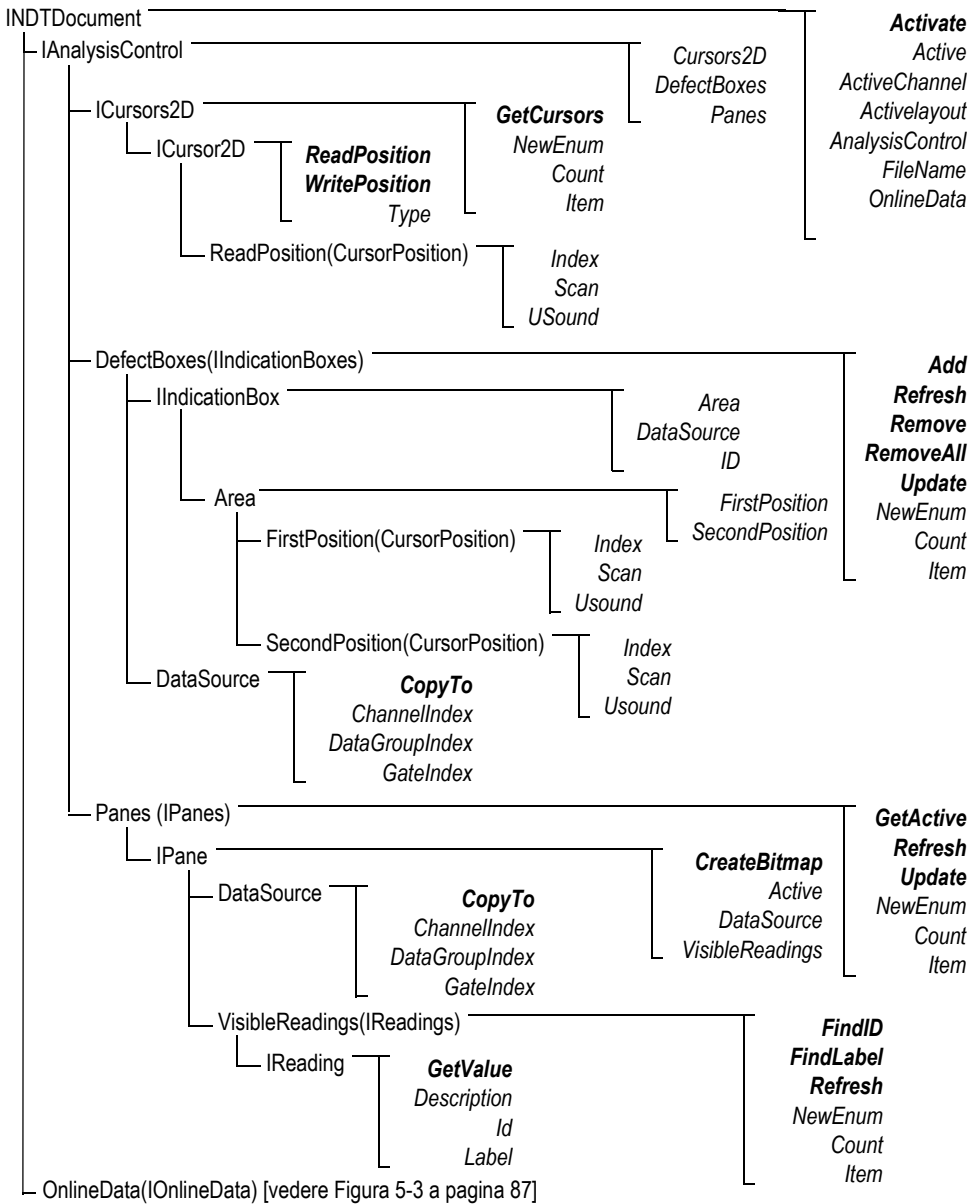 INDTDocument
Activate
Active
ActiveChannel
Activelayout
AnalysisControl
FileName
OnlineData
IAnalysisControl
Cursors2D
DefectBoxes
Panes
ICursors2D
GetCursors
NewEnum
Count
Item
ICursor2D
ReadPosition
WritePosition
Type
ReadPosition(CursorPosition)
Index
Scan
USound
DefectBoxes(IIndicationBoxes)
Add
Refresh
Remove
RemoveAll
Update
NewEnum
Count
Item
IIndicationBox
Area
DataSource
ID
Area
FirstPosition
SecondPosition
FirstPosition(CursorPosition)
Index
Scan
Usound
SecondPosition(CursorPosition)
Index
Scan
Usound
DataSource
CopyTo
ChannelIndex
DataGroupIndex
GateIndex
Panes (IPanes)
GetActive
Refresh
Update
NewEnum
Count
Item
IPane
CreateBitmap
Active
DataSource
VisibleReadings
DataSource
CopyTo
ChannelIndex
DataGroupIndex
GateIndex
VisibleReadings(IReadings)
FindID
FindLabel
Refresh
NewEnum
Count
Item
IReading
GetValue
Description
Id
Label
OnlineData(IOnlineData) [vedere Figura 5-3 a pagina 87]